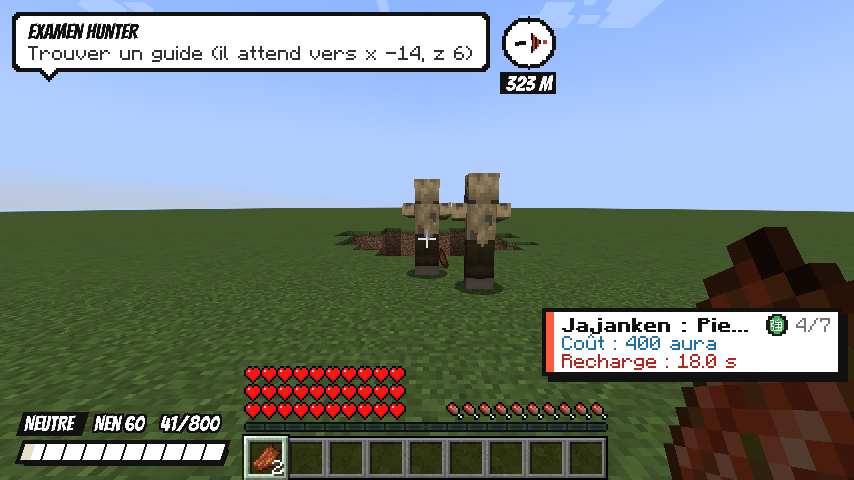 EXAMEN HUNTER
Trouver un guide (il attend vers x -14, z 6)
323 M
Jajanken : Pie... 4/7
Coût : 400 aura
Recharge : 18.0 s
NEUTRE NEN 60 41/800
2